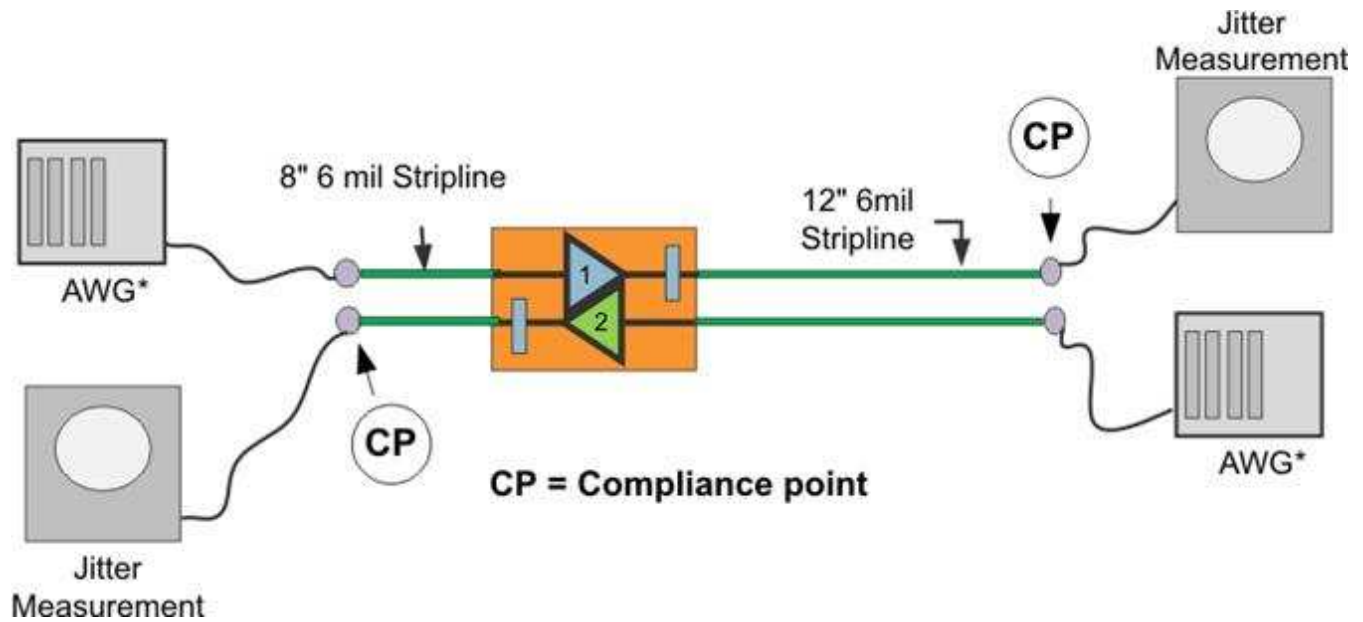 Jitter
Measurement
CP
8" 6 mil Stripline
12" 6mil
Stripline
AWG*
1
2
CP
CP = Compliance point
AWG*
Jitter
Measurement